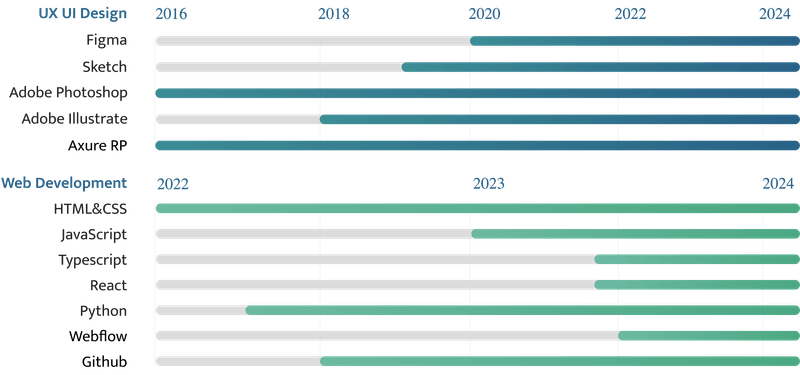 UX UI Design 2016 2018 2020 2022 2024
Figma
Sketch
Adobe Photoshop
Adobe Illustrate
Axure RP
Web Development 2022 2023 2024
HTML&CSS
JavaScript
Typescript
React
Python
Webflow
Github